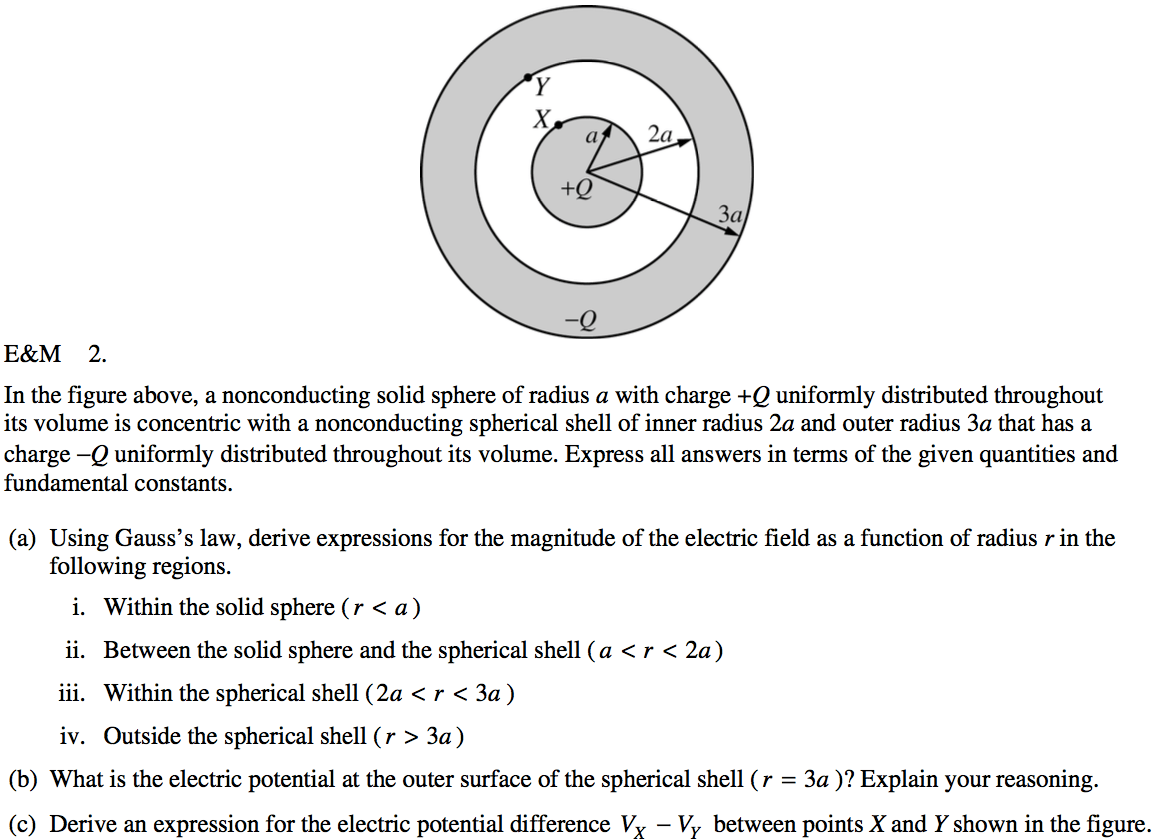 Y
X
a
2a
+Q
3a
−Q
E&M 2.
In the figure above, a nonconducting solid sphere of radius a with charge +Q uniformly distributed throughout
its volume is concentric with a nonconducting spherical shell of inner radius 2a and outer radius 3a that has a
charge −Q uniformly distributed throughout its volume. Express all answers in terms of the given quantities and
fundamental constants.
(a) Using Gauss’s law, derive expressions for the magnitude of the electric field as a function of radius r in the
following regions.
i. Within the solid sphere ( r < a )
ii. Between the solid sphere and the spherical shell ( a < r < 2a )
iii. Within the spherical shell ( 2a < r < 3a )
iv. Outside the spherical shell ( r > 3a )
(b) What is the electric potential at the outer surface of the spherical shell ( r = 3a )? Explain your reasoning.
(c) Derive an expression for the electric potential difference V_X − V_Y between points X and Y shown in the figure.